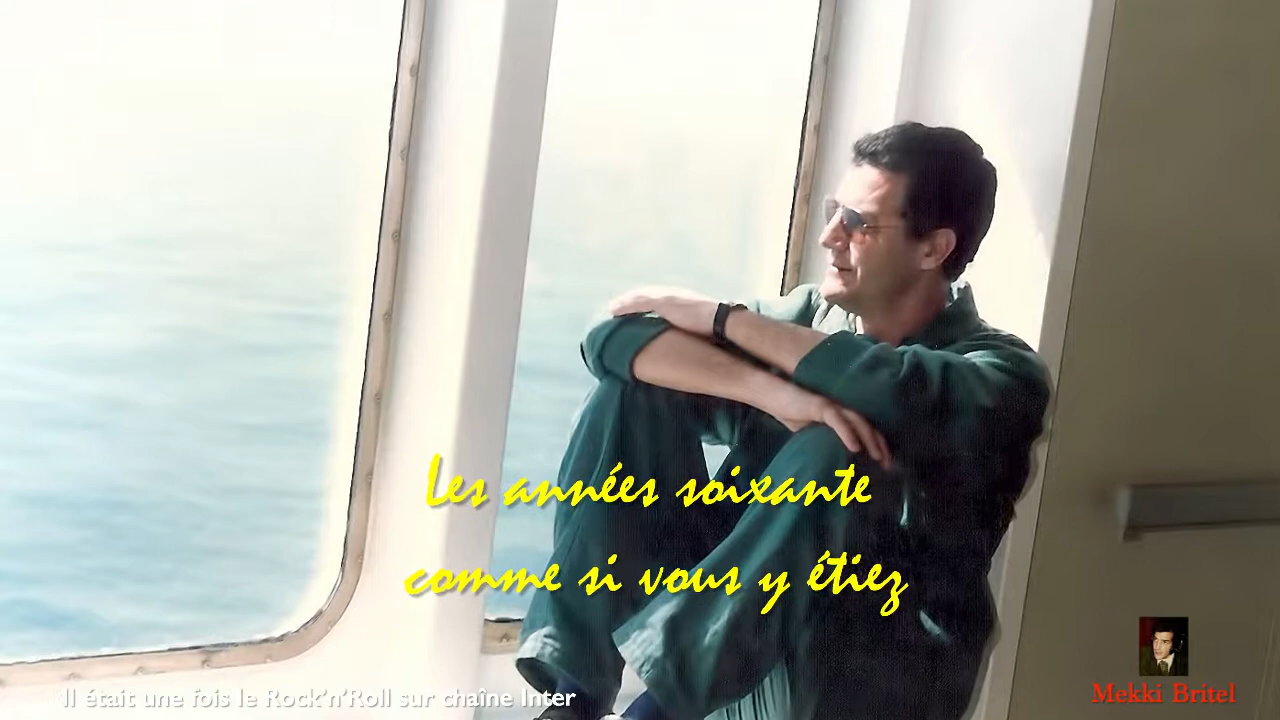 Les années soixante
comme si vous y étiez
Il était une fois le Rock'n'Roll sur chaîne Inter
Mekki Britel